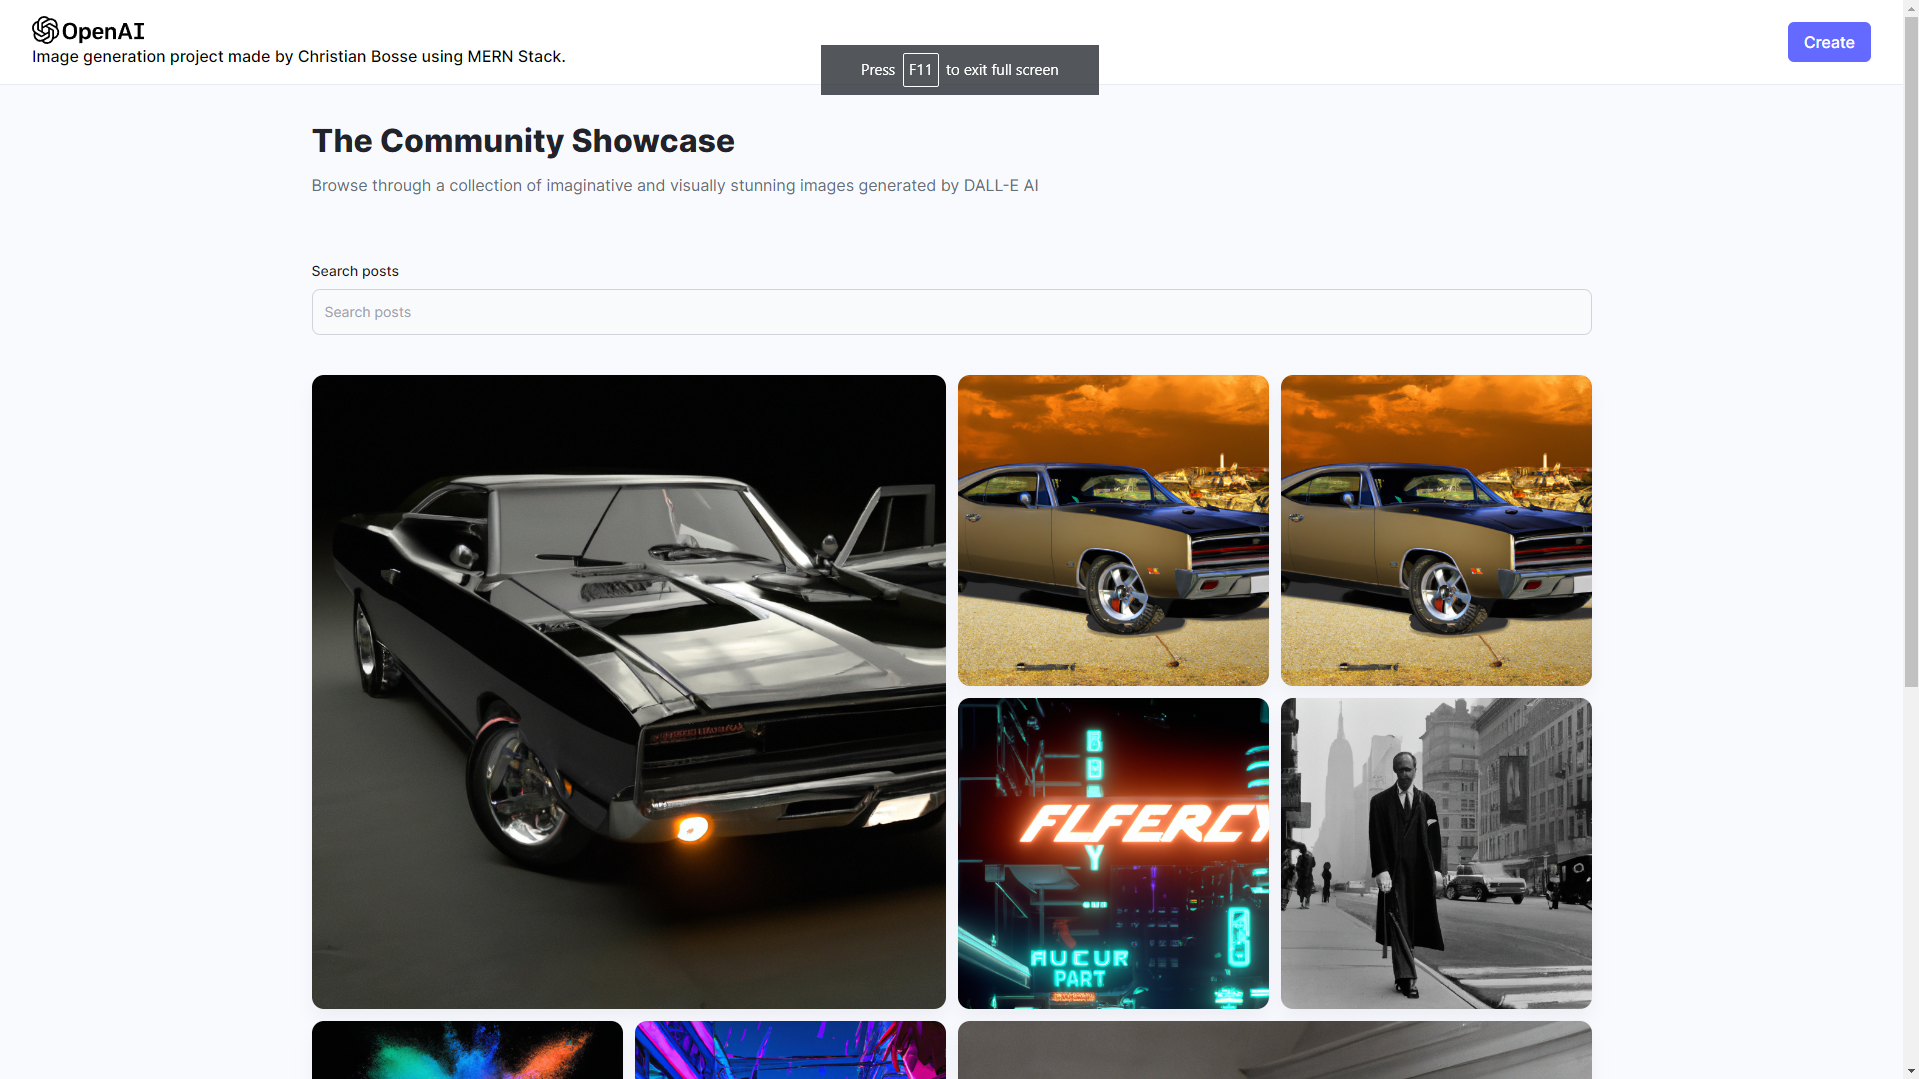 OpenAI
Image generation project made by Christian Bosse using MERN Stack.
Press F11 to exit full screen
Create
The Community Showcase
Browse through a collection of imaginative and visually stunning images generated by DALL-E AI
Search posts
Search posts
FLFERCY
Y
AUCUR
PART